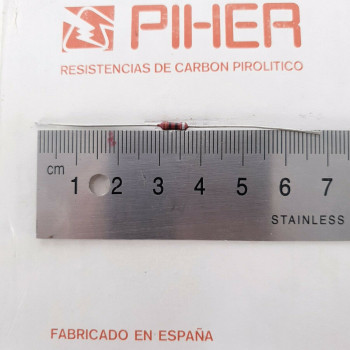 PIHER
RESISTENCIAS DE CARBON PIROLITICO
cm 1 2 3 4 5 6 7
STAINLESS
FABRICADO EN ESPAÑA